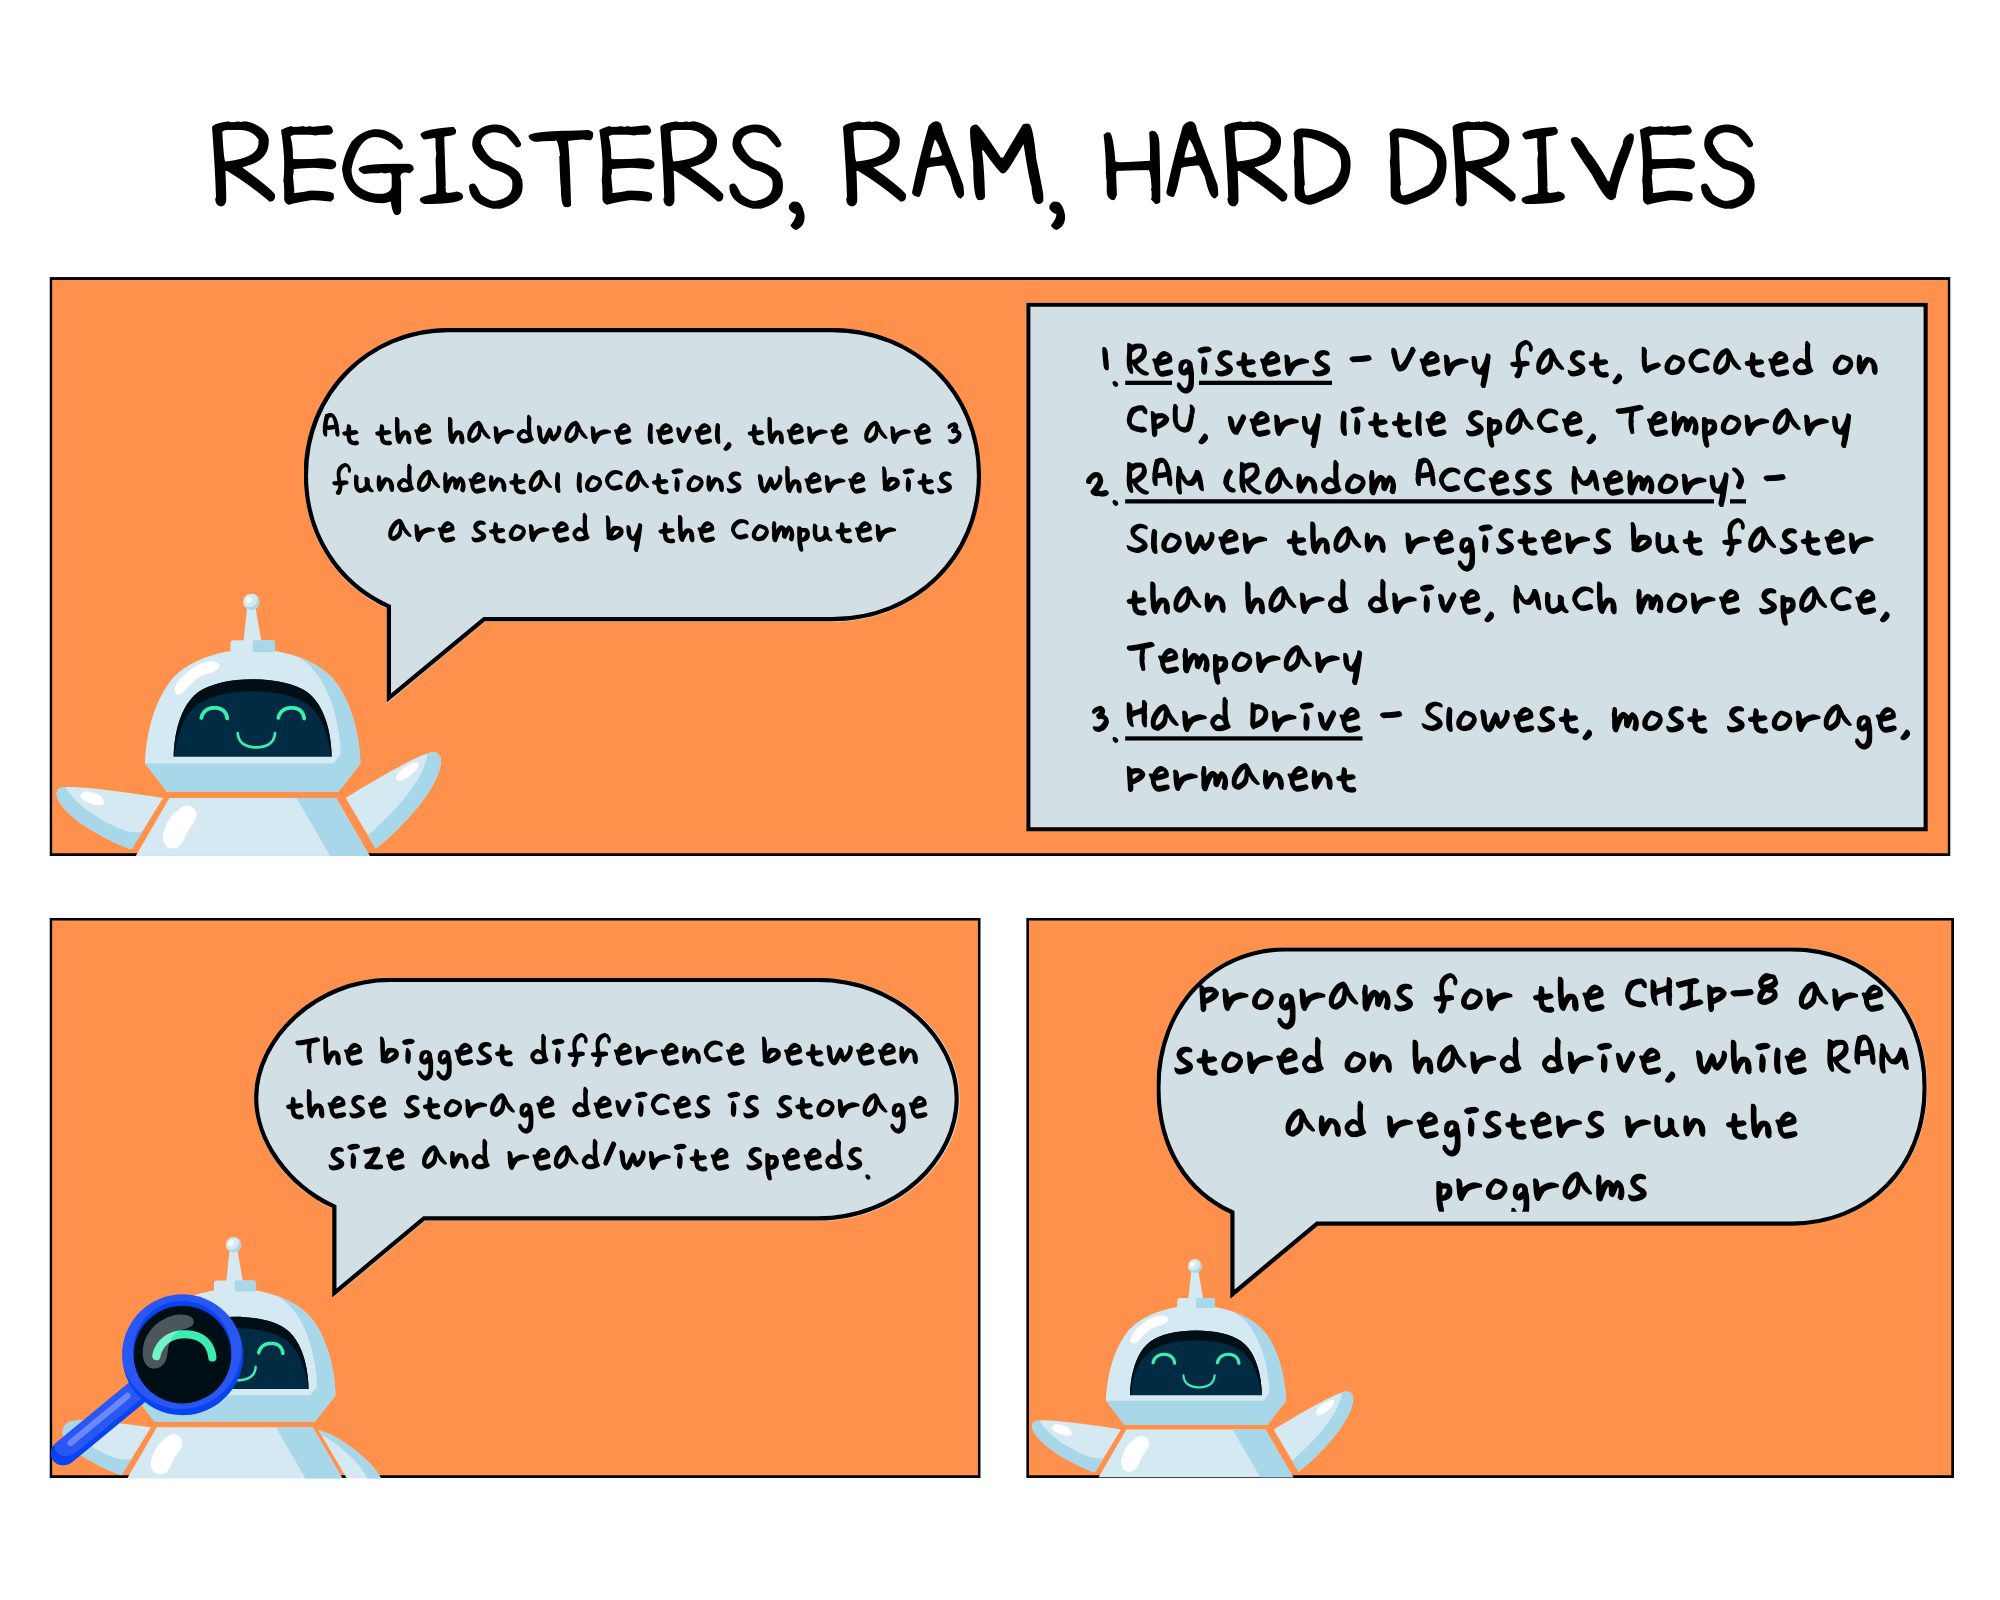 REGISTERS, RAM, HARD DRIVES
At the hardware level, there are 3
fundamental locations where bits
are stored by the computer
1. Registers - Very fast, Located on
CPU, very little space, Temporary
2. RAM (Random Access Memory) -
Slower than registers but faster
than hard drive, Much more space,
Temporary
3. Hard Drive - Slowest, most storage,
permanent
The biggest difference between
these storage devices is storage
size and read/write speeds.
Programs for the CHIP-8 are
stored on hard drive, while RAM
and registers run the
programs